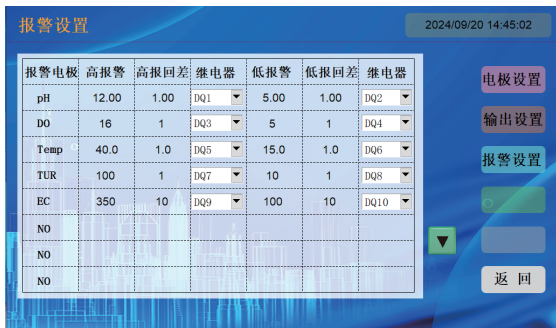 报警设置
2024/09/20 14:45:02
报警电极 高报警 高报回差 继电器 低报警 低报回差 继电器
pH 12.00 1.00 DQ1 5.00 1.00 DQ2
DO 16 1 DQ3 5 1 DQ4
Temp 40.0 1.0 DQ5 15.0 1.0 DQ6
TUR 100 1 DQ7 10 1 DQ8
EC 350 10 DQ9 100 10 DQ10
NO
NO
NO
电极设置
输出设置
报警设置
返 回